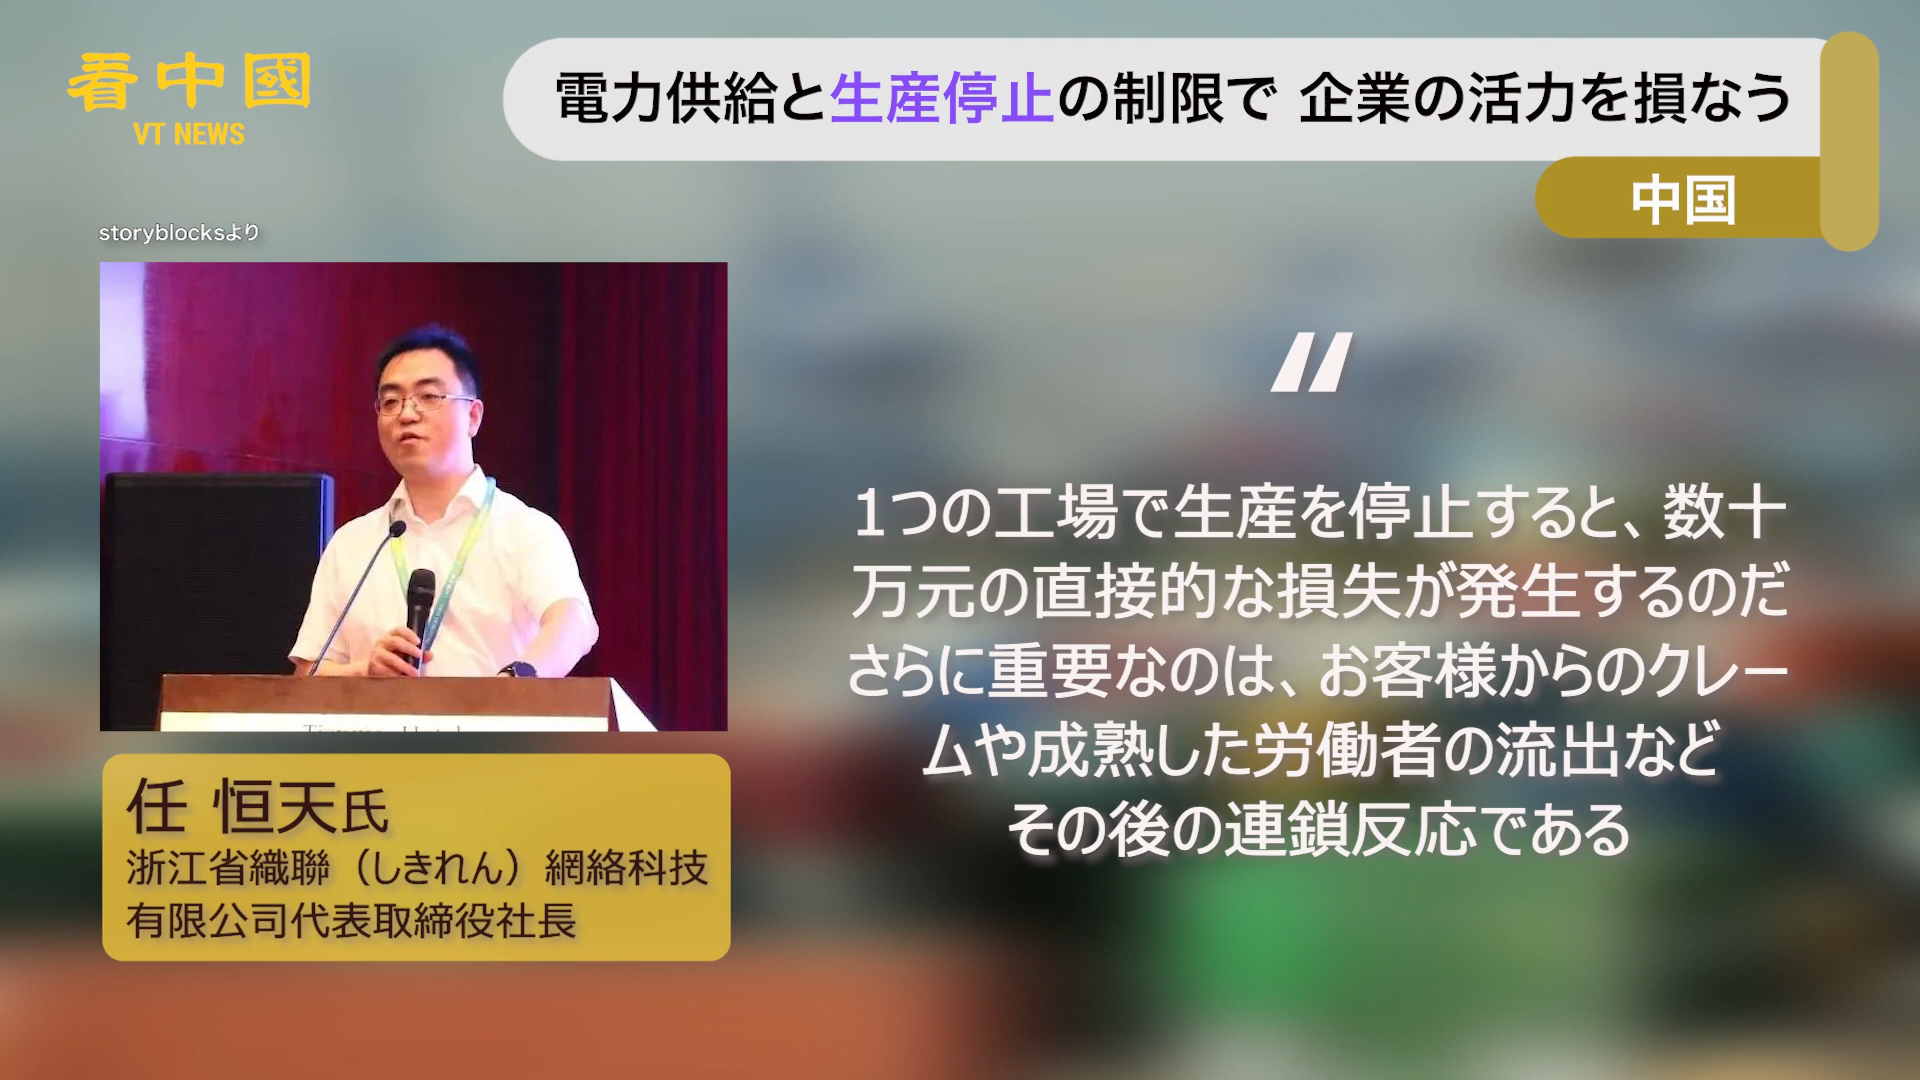 看中國
VT NEWS
電力供給と生産停止の制限で 企業の活力を損なう
中国
storyblocksより
任 恒天氏
浙江省織聯（しきれん）網絡科技
有限公司代表取締役社長
“
1つの工場で生産を停止すると、数十
万元の直接的な損失が発生するのだ
さらに重要なのは、お客様からのクレー
ムや成熟した労働者の流出など
その後の連鎖反応である